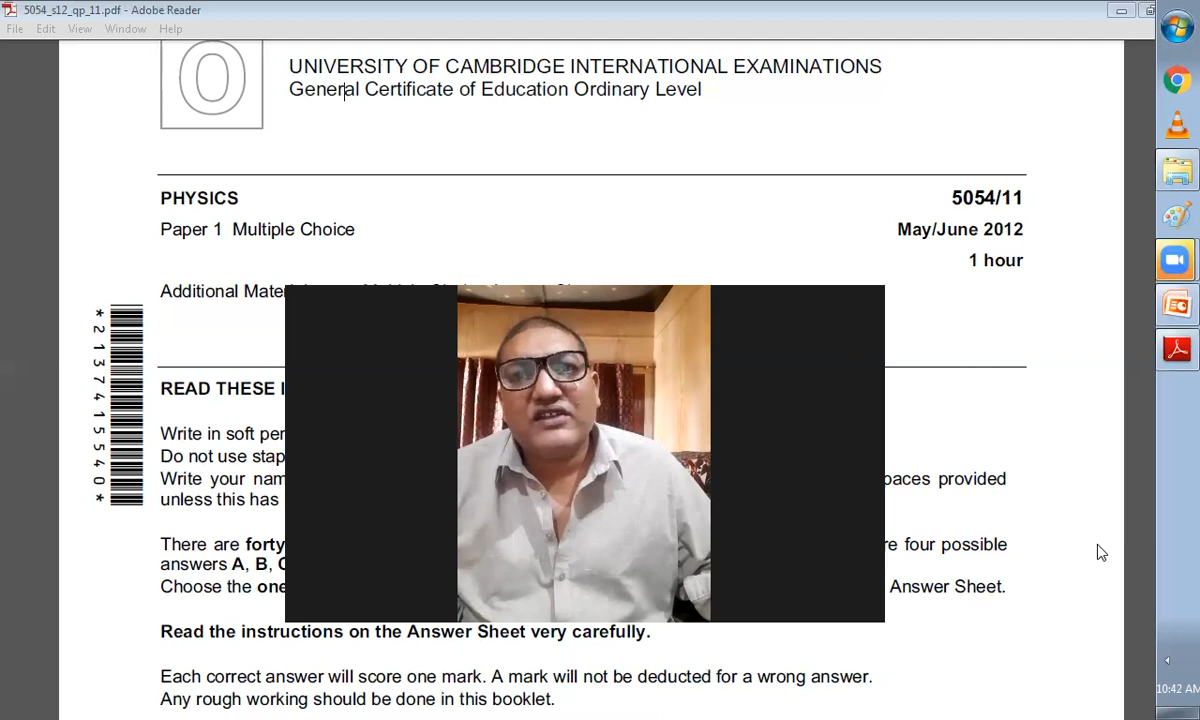 5054_s12_qp_11.pdf - Adobe Reader
File Edit View Window Help
O
UNIVERSITY OF CAMBRIDGE INTERNATIONAL EXAMINATIONS
General Certificate of Education Ordinary Level
PHYSICS 5054/11
Paper 1 Multiple Choice May/June 2012
1 hour
Additional
*2137415540*
READ THESE
Write in soft
Do not use
Write your paces provided
unless this has
There are forty re four possible
answers A, B,
Choose the one Answer Sheet.
Read the instructions on the Answer Sheet very carefully.
Each correct answer will score one mark. A mark will not be deducted for a wrong answer.
Any rough working should be done in this booklet.
10:42 AM